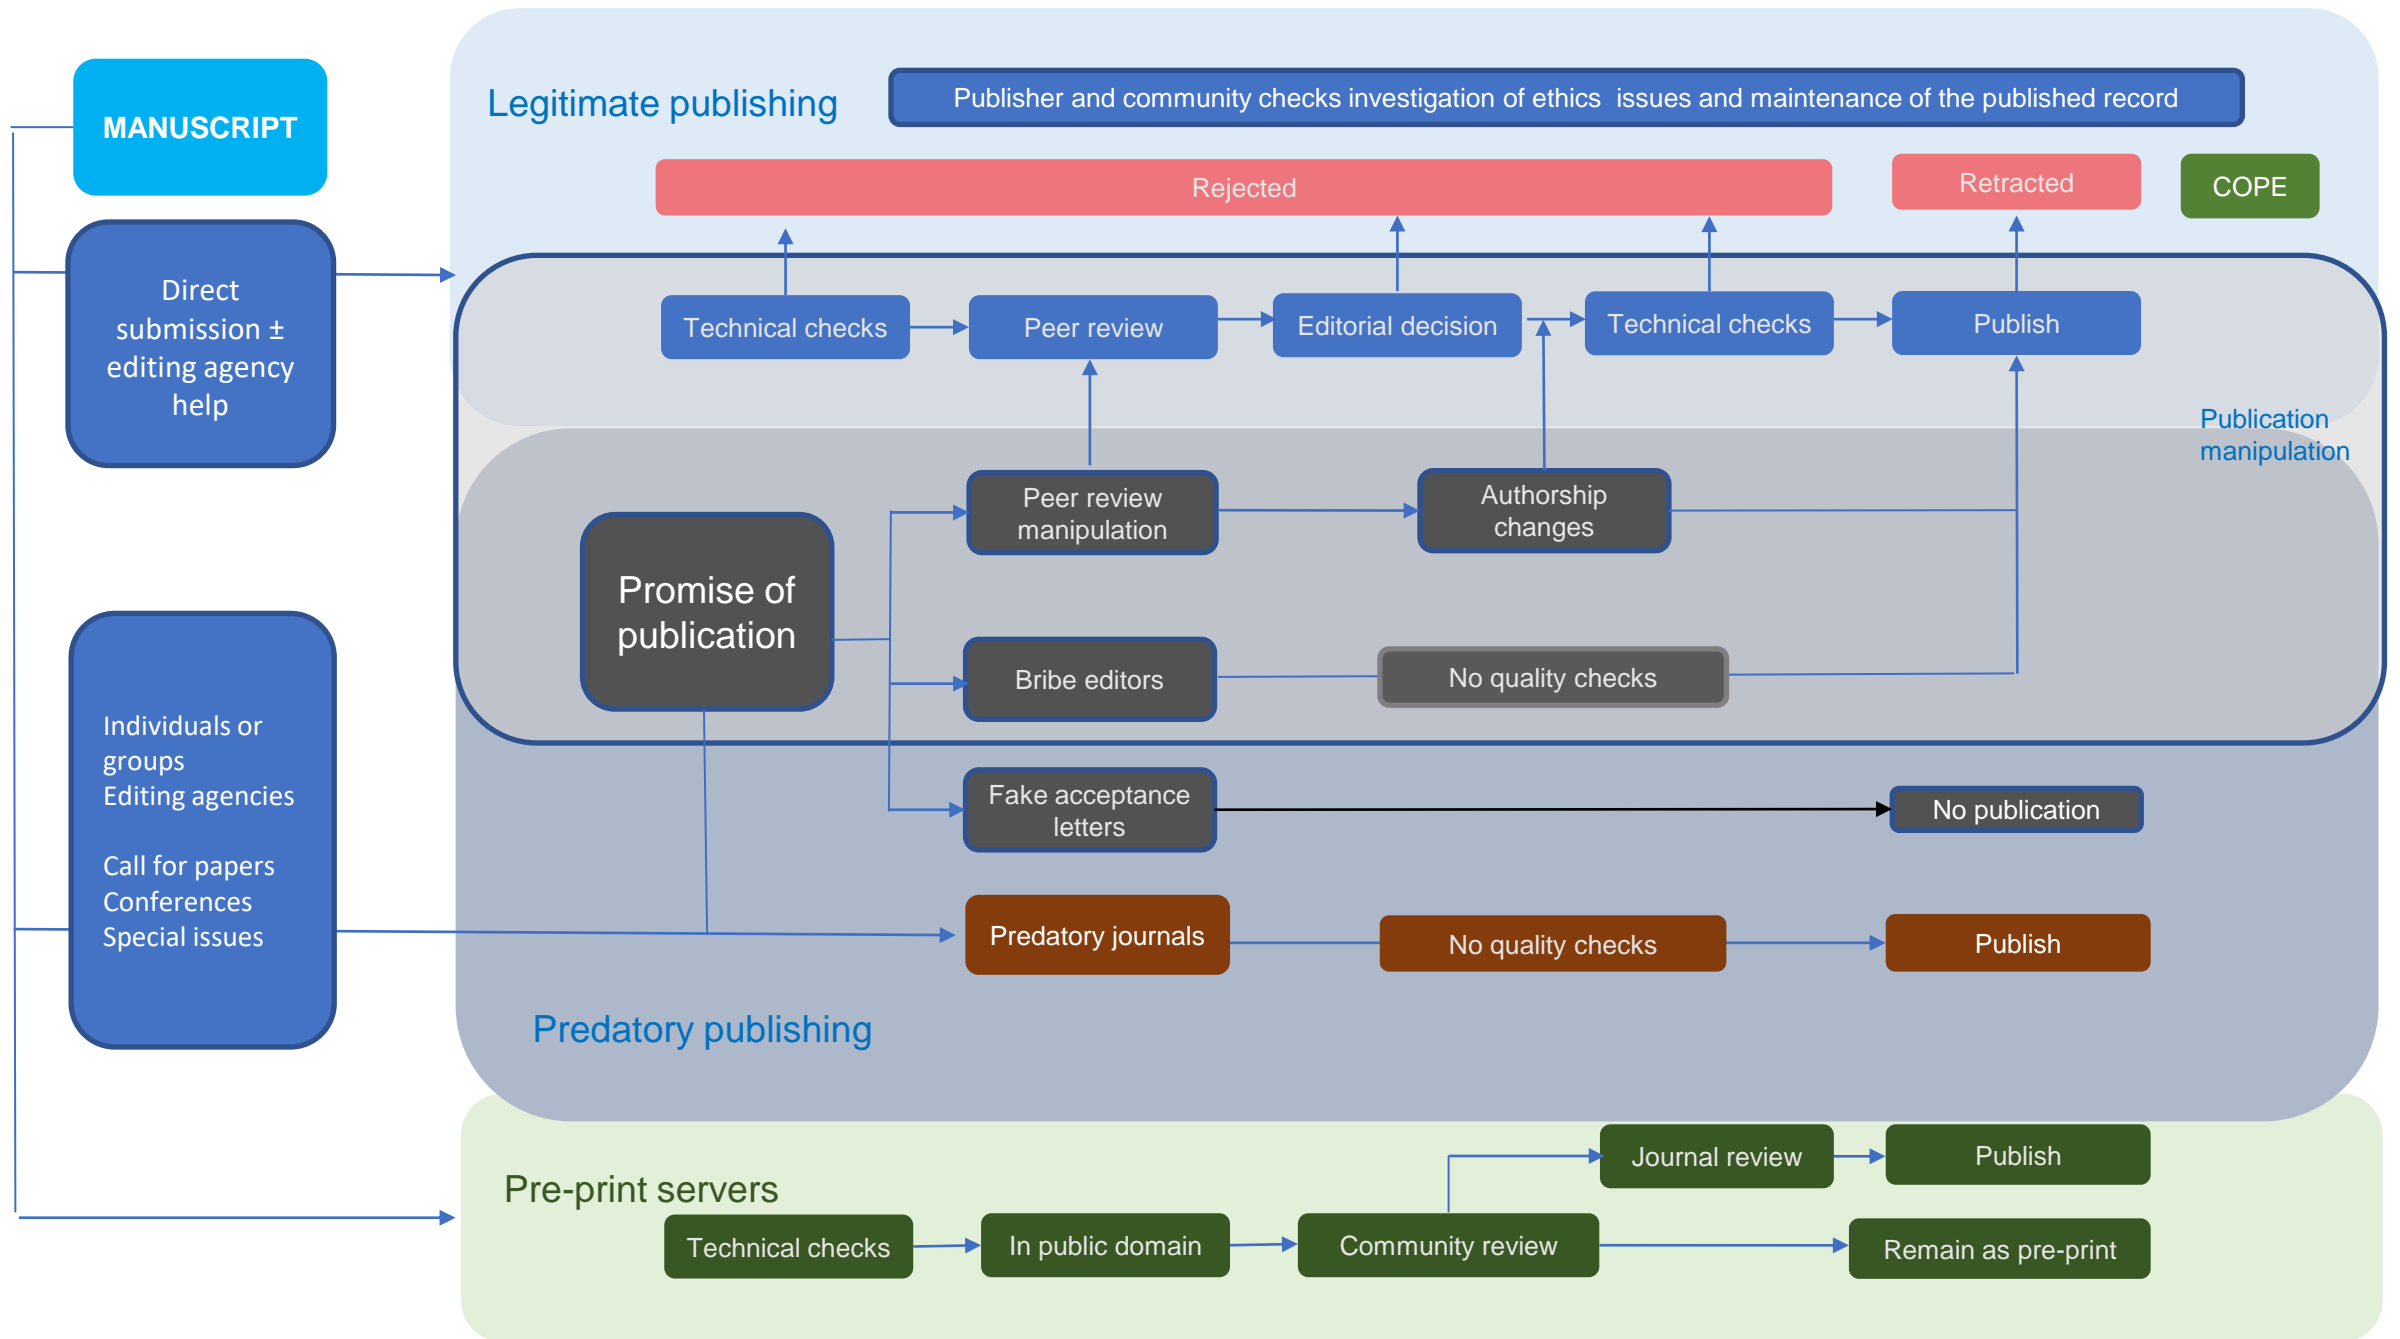 MANUSCRIPT
Direct
submission ±
editing agency
help
Individuals or
groups
Editing agencies
Call for papers
Conferences
Special issues
Legitimate publishing
Publisher and community checks investigation of ethics  issues and maintenance of the published record
Rejected
Retracted
COPE
Technical checks
Peer review
Editorial decision
Technical checks
Publish
Publication
manipulation
Promise of
publication
Peer review
manipulation
Authorship
changes
Bribe editors
No quality checks
Fake acceptance
letters
No publication
Predatory journals
No quality checks
Publish
Predatory publishing
Pre-print servers
Journal review
Publish
Technical checks
In public domain
Community review
Remain as pre-print